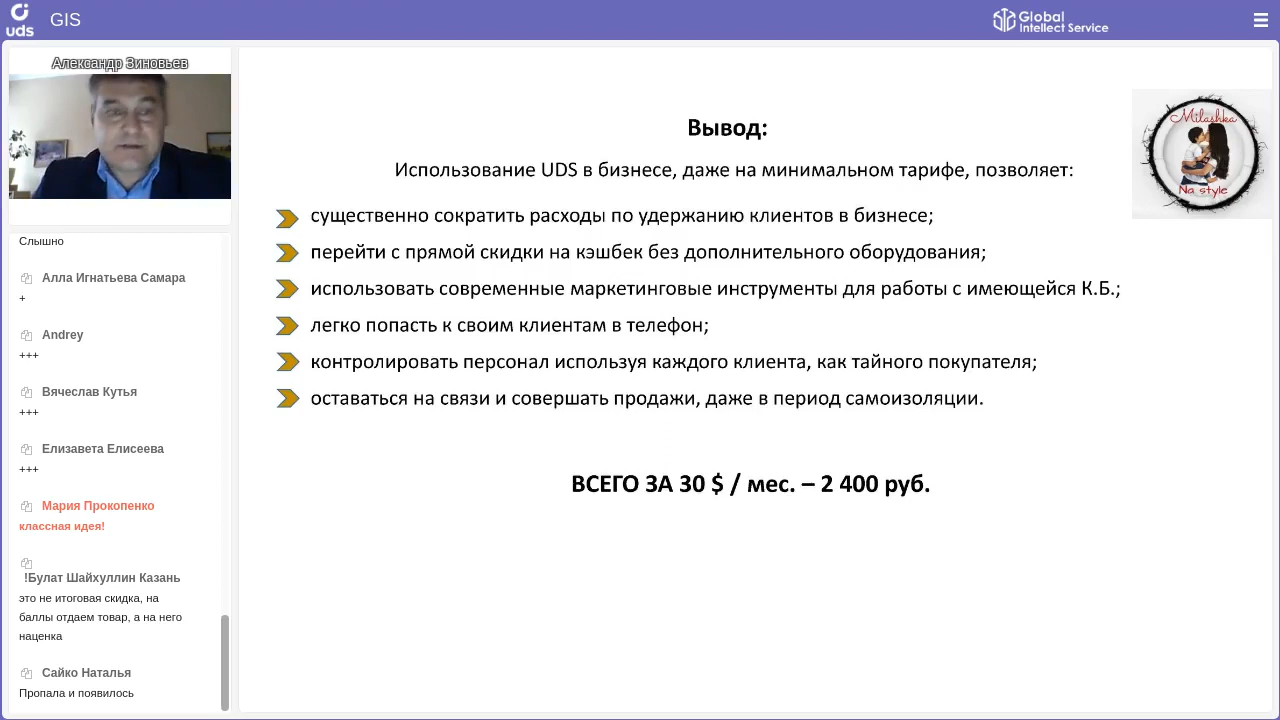 uds
GIS
Global
Intellect Service
Александр Зиновьев
Слышно
Алла Игнатьева Самара
+
Andrey
+++
Вячеслав Кутья
+++
Елизавета Елисеева
+++
Мария Прокопенко
классная идея!
!Булат Шайхуллин Казань
это не итоговая скидка, на
баллы отдаем товар, а на него
наценка
Сайко Наталья
Пропала и появилось
Вывод:
Использование UDS в бизнесе, даже на минимальном тарифе, позволяет:
существенно сократить расходы по удержанию клиентов в бизнесе;
перейти с прямой скидки на кэшбек без дополнительного оборудования;
использовать современные маркетинговые инструменты для работы с имеющейся К.Б.;
легко попасть к своим клиентам в телефон;
контролировать персонал используя каждого клиента, как тайного покупателя;
оставаться на связи и совершать продажи, даже в период самоизоляции.
ВСЕГО ЗА 30 $ / мес. – 2 400 руб.
Milashka
Na style